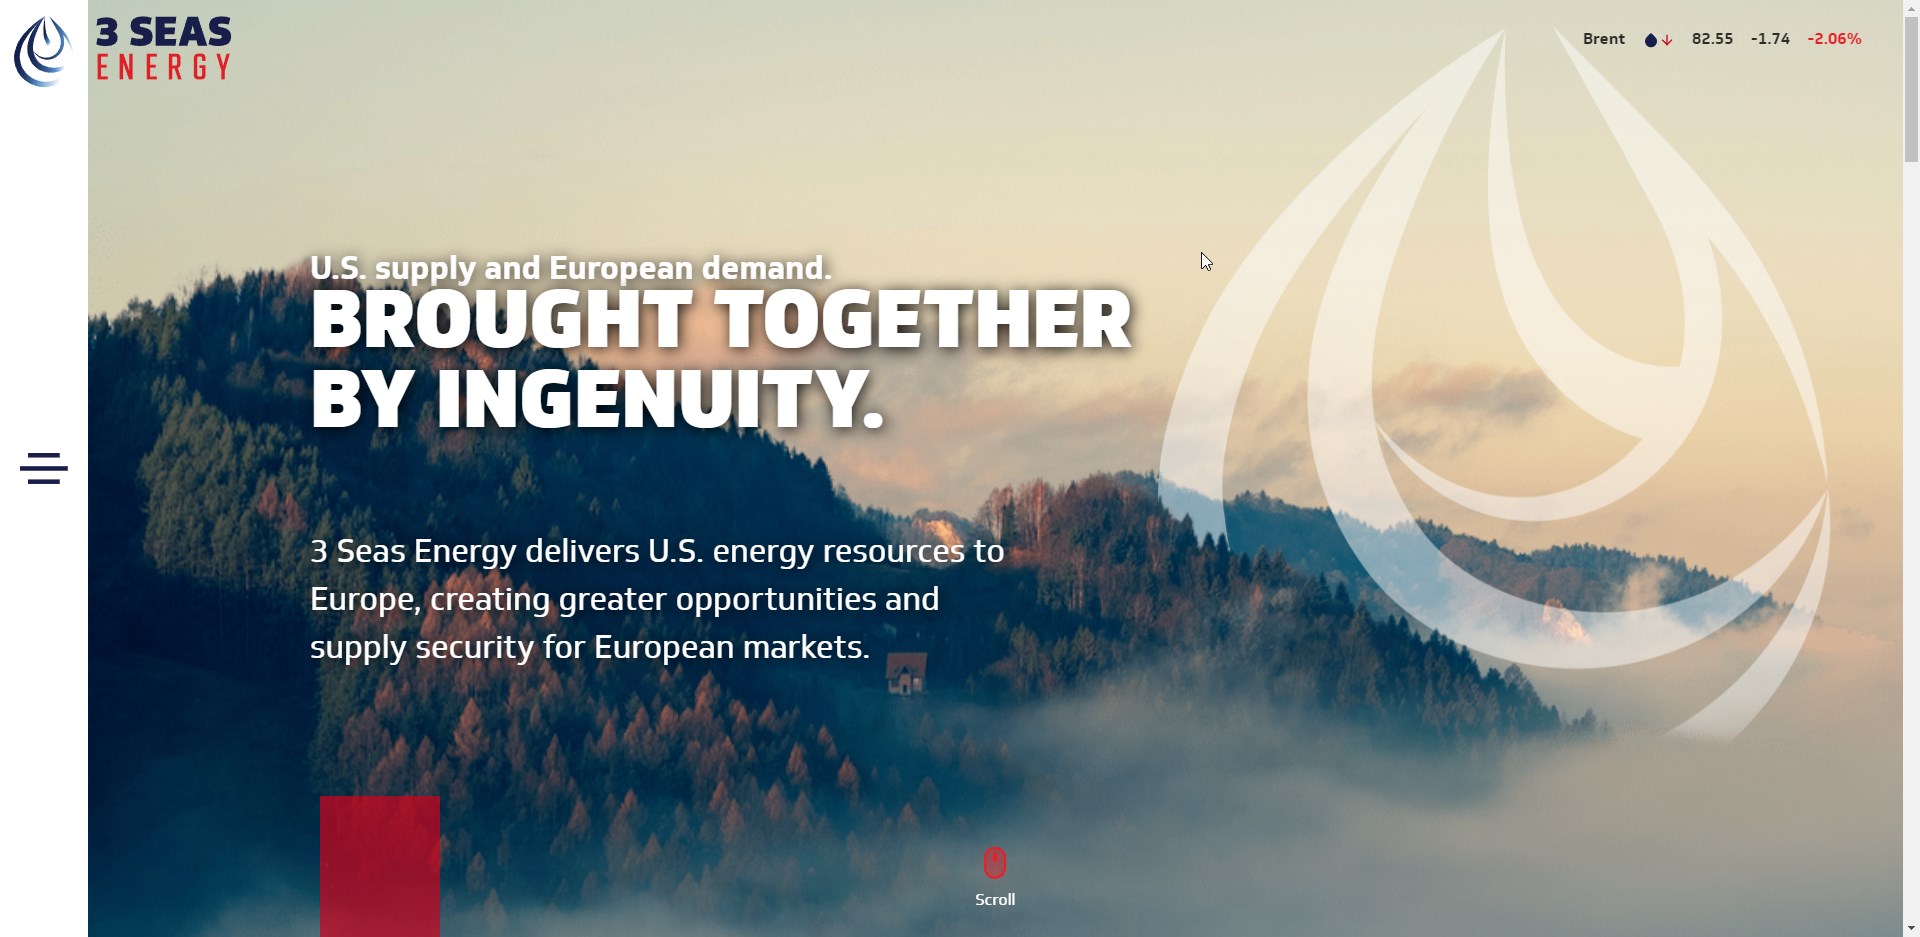 3 SEAS
ENERGY
Brent 82.55 -1.74 -2.06%
U.S. supply and European demand.
BROUGHT TOGETHER
BY INGENUITY.
3 Seas Energy delivers U.S. energy resources to
Europe, creating greater opportunities and
supply security for European markets.
Scroll